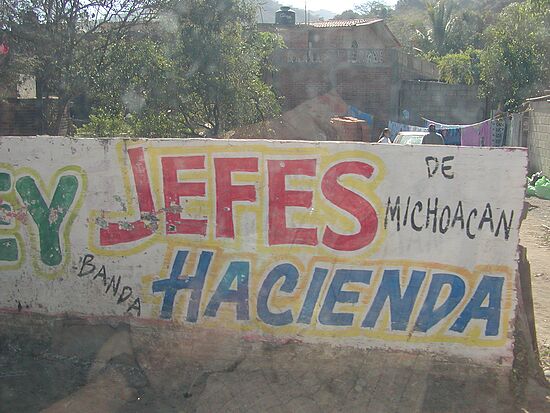 EY JEFES DE MICHOACAN
BANDA HACIENDA